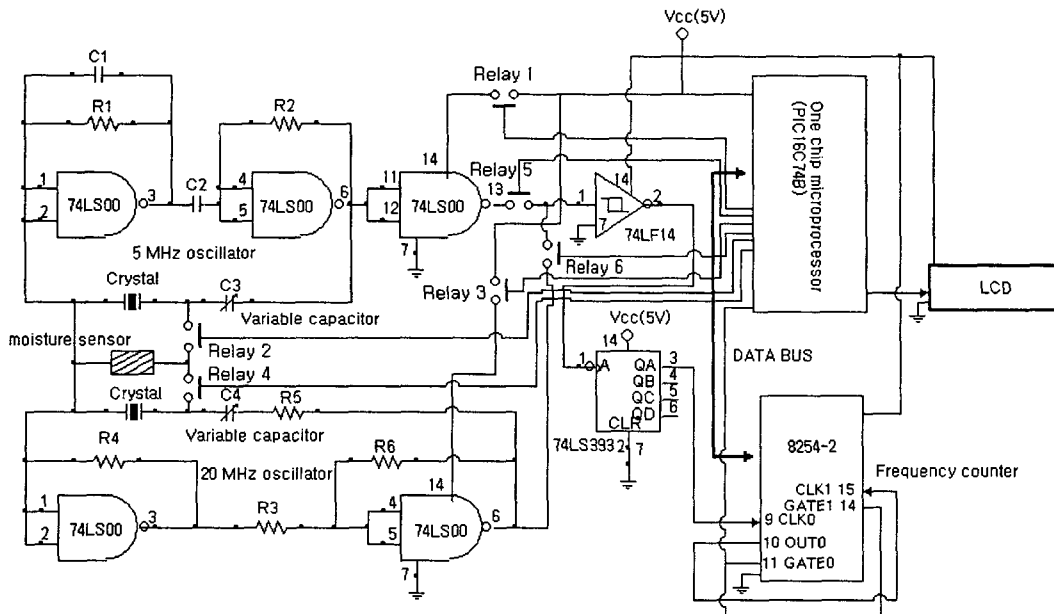 Vcc(5V)
C1
Relay 1
R1
R2
One chip microprocessor
(PIC16C74B)
14
Relay
5
14
1
3
C2
4
6
11
13
1
2
2
74LS00
5
74LS00
12
74LS00
7
74LF14
7
5 MHz oscillator
Relay 6
Crystal
C3
Relay 3
LCD
Variable capacitor
Vcc(5V)
moisture sensor
Relay 2
14
DATA BUS
1
A
QA
3
Relay 4
QB
4
Crystal
C4
R5
QC
5
QD
6
Variable capacitor
CLR
R4
R6
74LS393
2
7
8254-2
20 MHz oscillator
14
Frequency counter
1
3
R3
4
CLK1 15
2
74LS00
5
74LS00
6
GATE1 14
9 CLK0
7
10 OUT0
11 GATE0